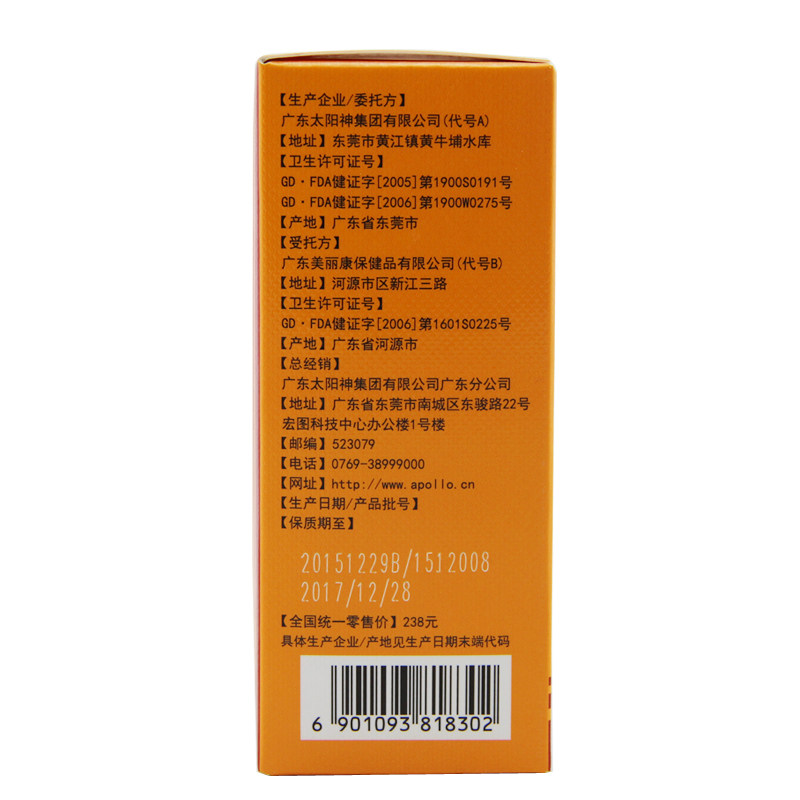 【生产企业/委托方】
广东太阳神集团有限公司(代号A)
【地址】东莞市黄江镇黄牛埔水库
【卫生许可证号】
GD·FDA健证字[2005]第1900S0191号
GD·FDA健证字[2006]第1900W0275号
【产地】广东省东莞市
【受托方】
广东美丽康保健品有限公司(代号B)
【地址】河源市区新江三路
【卫生许可证号】
GD·FDA健证字[2006]第1601S0225号
【产地】广东省河源市
【总经销】
广东太阳神集团有限公司广东分公司
【地址】广东省东莞市南城区东骏路22号
宏图科技中心办公楼1号楼
【邮编】523079
【电话】0769-38999000
【网址】http://www.apollo.cn
【生产日期/产品批号】
【保质期至】
20151229B/1512008
2017/12/28
【全国统一零售价】238元
具体生产企业/产地见生产日期末端代码
6 901093 818302